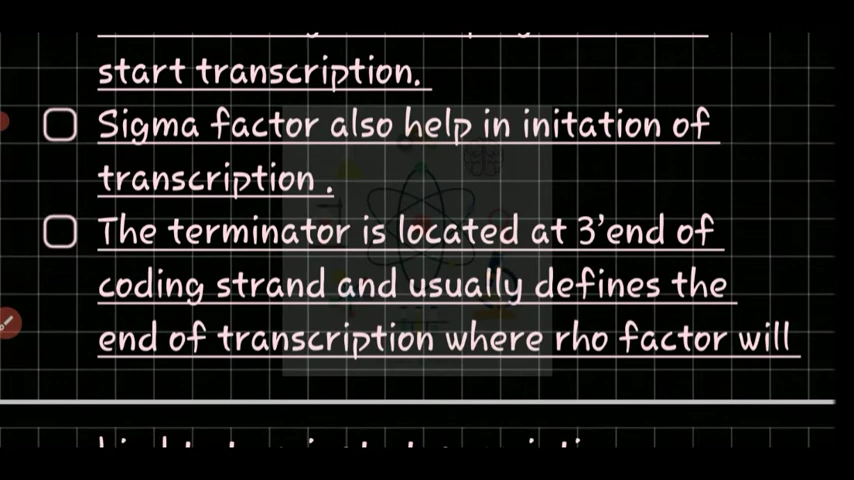 start transcription.
Sigma factor also help in initation of
transcription .
The terminator is located at 3'end of
coding strand and usually defines the
end of transcription where rho factor will